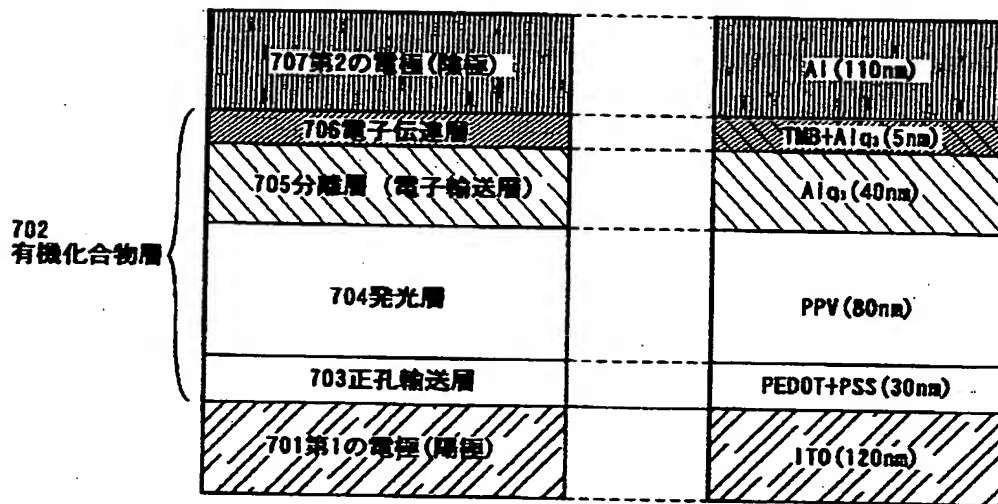 707第2の電極(陰極)
706電子伝達層
705分離層 (電子輸送層)
702
有機化合物層
704発光層
703正孔輸送層
701第1の電極(陽極)
Al(110nm)
TMB+Alq₃(5nm)
Alq₃(40nm)
PPV(80nm)
PEDOT+PSS(30nm)
ITO(120nm)